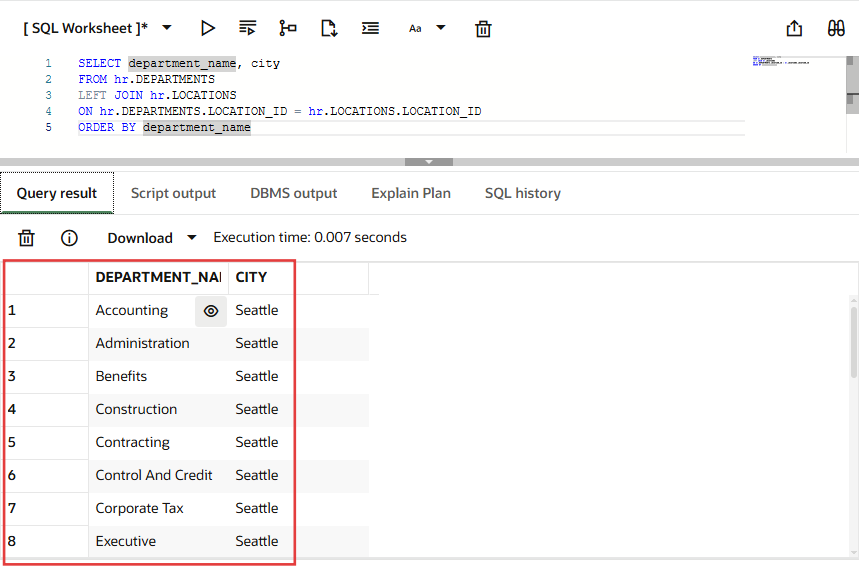 [ SQL Worksheet ]*
Aa
1 SELECT department_name, city
2 FROM hr.DEPARTMENTS
3 LEFT JOIN hr.LOCATIONS
4 ON hr.DEPARTMENTS.LOCATION_ID = hr.LOCATIONS.LOCATION_ID
5 ORDER BY department_name
Query result Script output DBMS output Explain Plan SQL history
Download Execution time: 0.007 seconds
DEPARTMENT_NA CITY
1 Accounting Seattle
2 Administration Seattle
3 Benefits Seattle
4 Construction Seattle
5 Contracting Seattle
6 Control And Credit Seattle
7 Corporate Tax Seattle
8 Executive Seattle